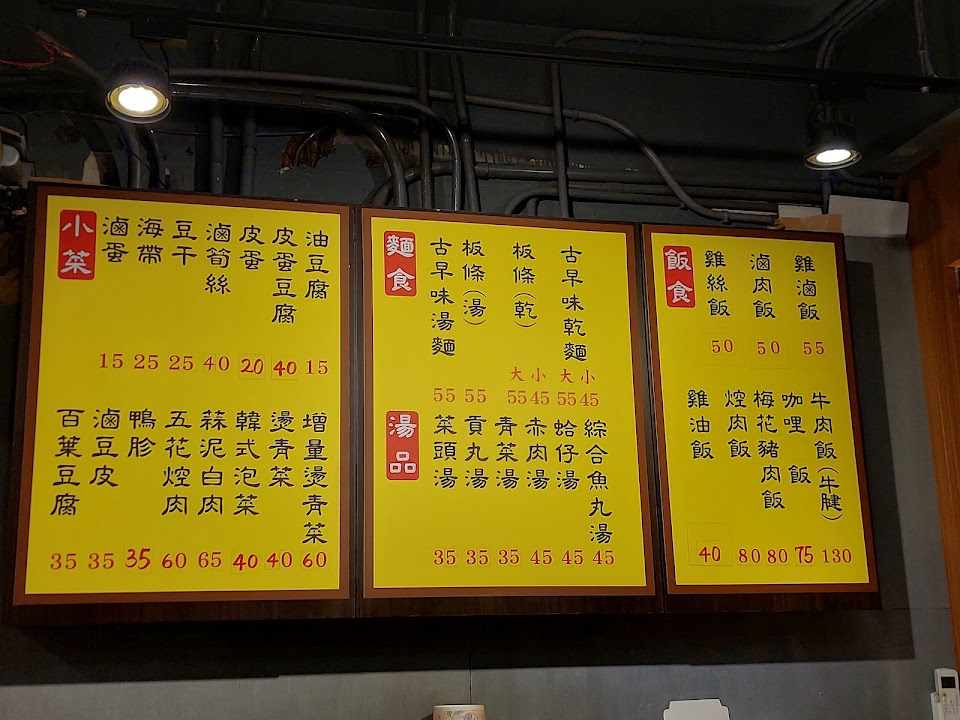 小菜
滷蛋
海帶
豆干
滷筍絲
皮蛋
皮蛋豆腐
油豆腐
15 25 25 40 20 40 15
百葉豆腐
滷豆皮
鴨胗
五花焢肉
蒜泥白肉
韓式泡菜
燙青菜
增量燙青菜
35 35 35 60 65 40 40 60
麵食
古早味湯麵
板條(湯)
板條(乾)
古早味乾麵
大 小 大 小
55 55 55 45 55 45
湯品
菜頭湯
貢丸湯
青菜湯
赤肉湯
蛤仔湯
綜合魚丸湯
35 35 35 45 45 45
飯食
雞絲飯
滷肉飯
雞滷飯
50 50 55
雞油飯
焢肉飯
梅花豬肉飯
咖哩飯
牛肉飯(牛腱)
40 80 80 75 130